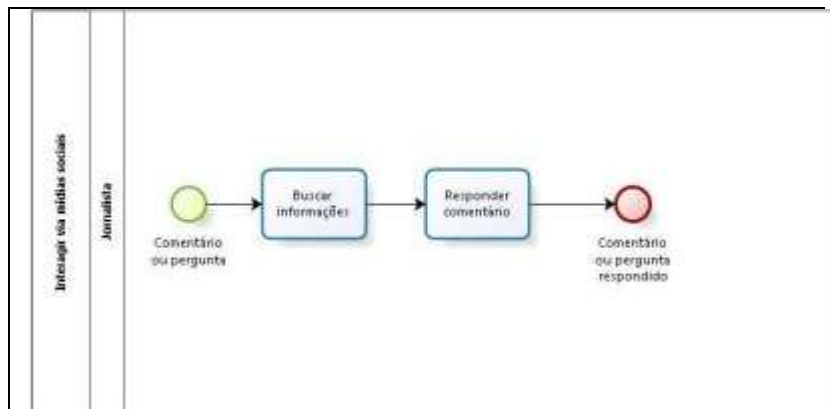 Interagir via mídias sociais
Jornalista
Comentário
ou pergunta
Buscar
informações
Responder
comentário
Comentário
ou pergunta
respondido